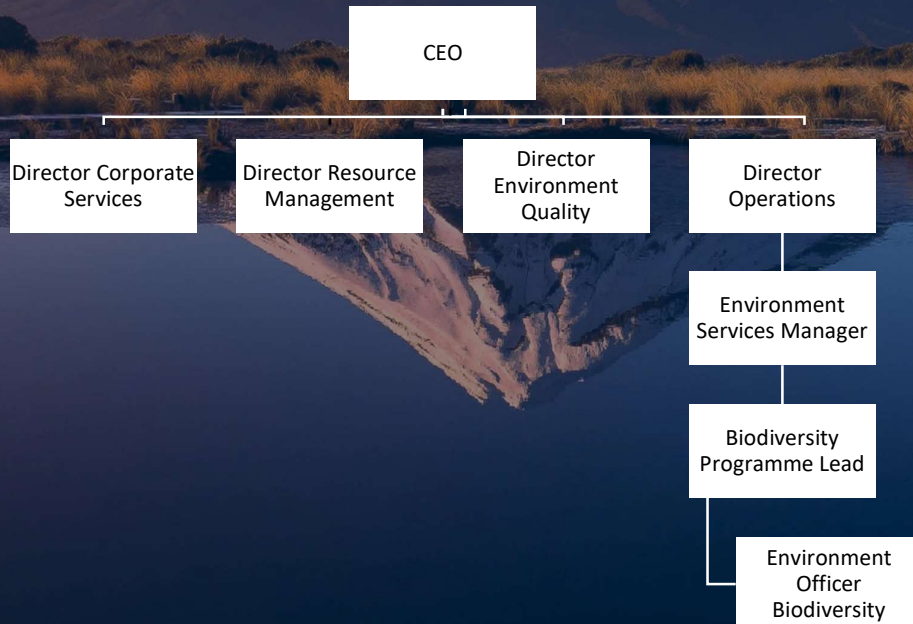 CEO
Director Corporate
Services
Director Resource
Management
Director
Environment
Quality
Director
Operations
Environment
Services Manager
Biodiversity
Programme Lead
Environment
Officer
Biodiversity